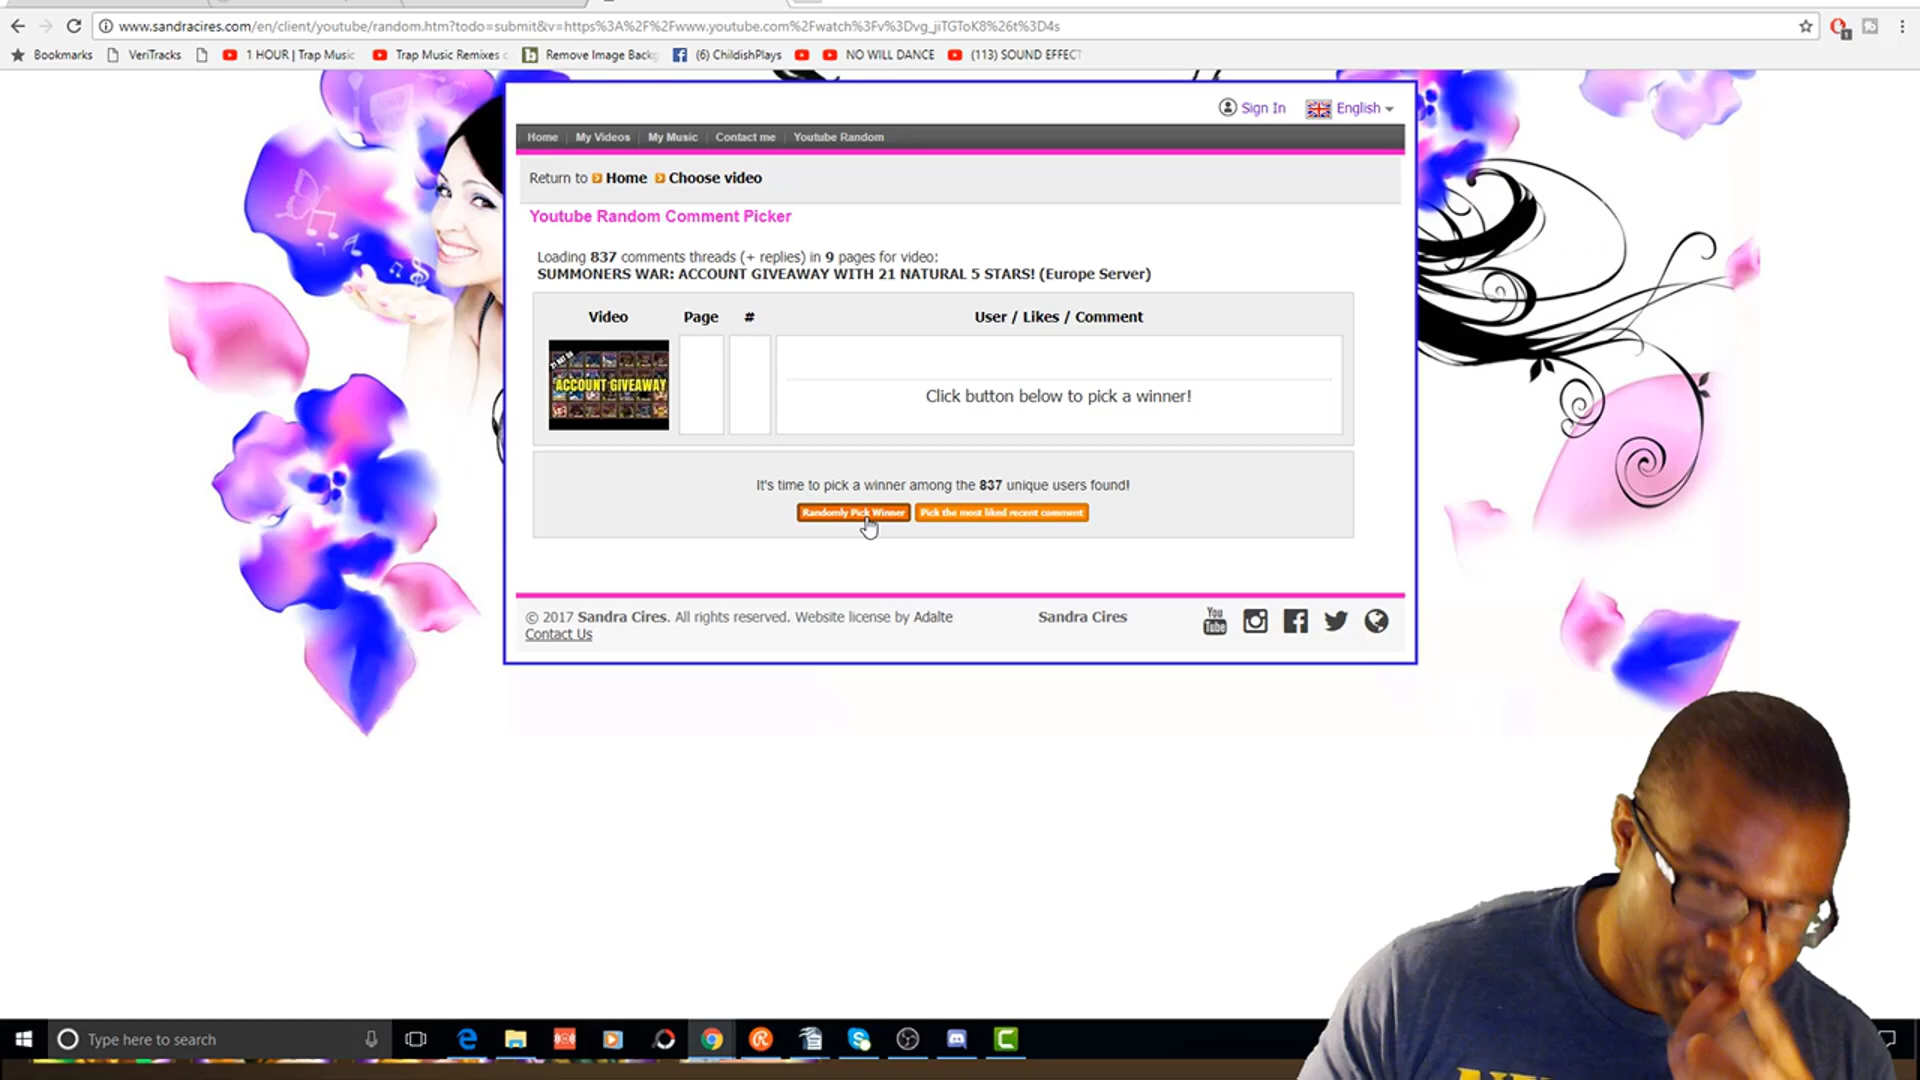 www.sandracires.com/en/client/youtube/random.htm?todo=submit&v=https%3A%2F%2Fwww.youtube.com%2Fwatch%3Fv%3Dvg_jiTGToK8%26t%3D4s
Bookmarks VeriTracks 1 HOUR | Trap Music Trap Music Remixes Remove Image Backg (6) ChildishPlays NO WILL DANCE (113) SOUND EFFECT
Sign In English
Home My Videos My Music Contact me Youtube Random
Return to Home Choose video
Youtube Random Comment Picker
Loading 837 comments threads (+ replies) in 9 pages for video:
SUMMONERS WAR: ACCOUNT GIVEAWAY WITH 21 NATURAL 5 STARS! (Europe Server)
Video Page # User / Likes / Comment
ACCOUNT GIVEAWAY
Click button below to pick a winner!
It's time to pick a winner among the 837 unique users found!
Randomly Pick Winner Pick the most liked recent comment
© 2017 Sandra Cires. All rights reserved. Website license by Adalte
Contact Us
Sandra Cires
You Tube
Type here to search